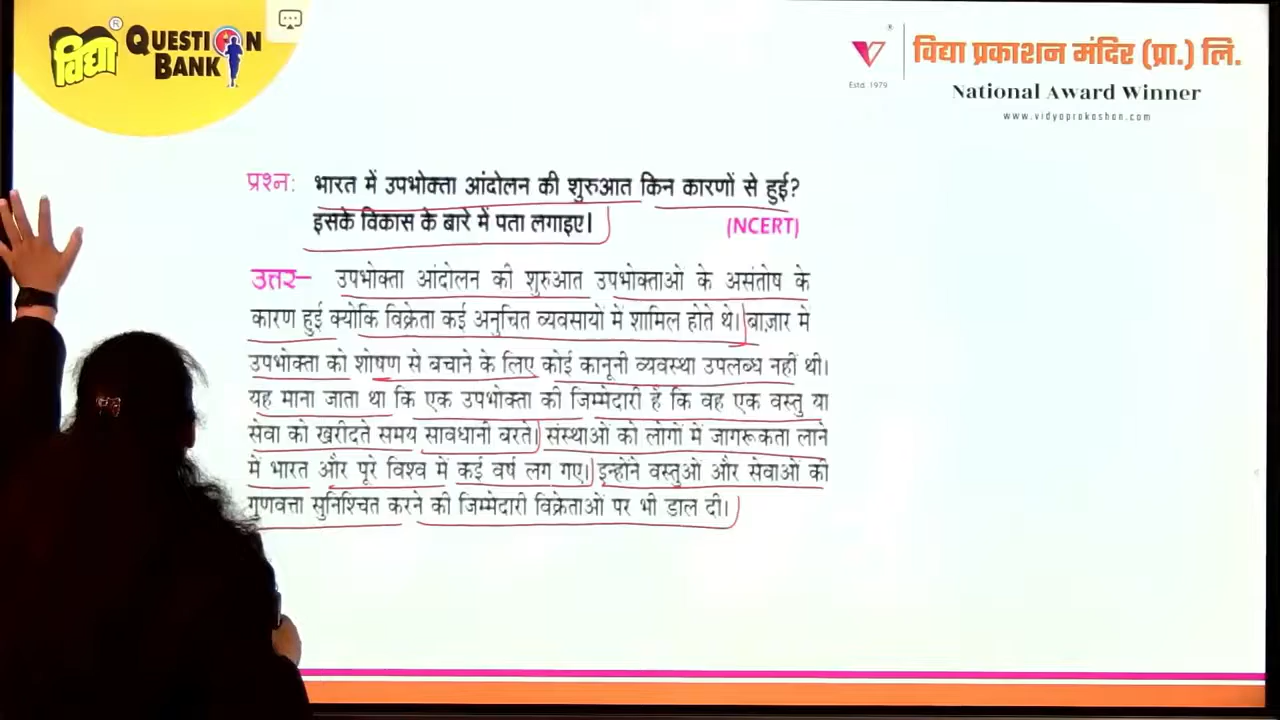 विद्या
®
QUESTION
BANK
®
Estd. 1979
विद्या प्रकाशन मंदिर (प्रा.) लि.
National Award Winner
www.vidyaprakashan.com
प्रश्न: भारत में उपभोक्ता आंदोलन की शुरुआत किन कारणों से हुई?
इसके विकास के बारे में पता लगाइए। (NCERT)
उत्तर– उपभोक्ता आंदोलन की शुरुआत उपभोक्ताओं के असंतोष के
कारण हुई क्योंकि विक्रेता कई अनुचित व्यवसायों में शामिल होते थे। बाज़ार में
उपभोक्ता को शोषण से बचाने के लिए कोई कानूनी व्यवस्था उपलब्ध नहीं थी।
यह माना जाता था कि एक उपभोक्ता की जिम्मेदारी है कि वह एक वस्तु या
सेवा को खरीदते समय सावधानी बरते। संस्थाओं को लोगों में जागरूकता लाने
में भारत और पूरे विश्व में कई वर्ष लग गए। इन्होंने वस्तुओं और सेवाओं की
गुणवत्ता सुनिश्चित करने की जिम्मेदारी विक्रेताओं पर भी डाल दी।